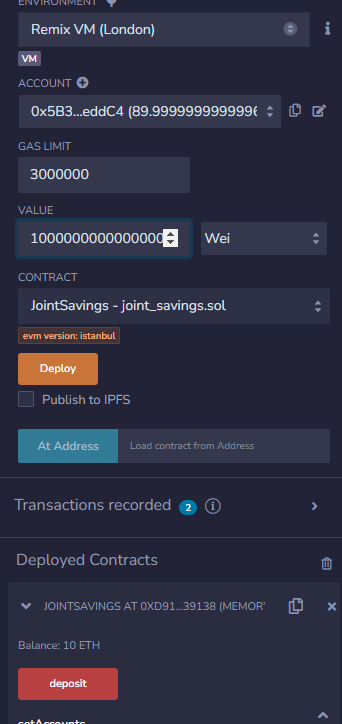 ENVIRONMENT
Remix VM (London)
VM
ACCOUNT
0x5B3...eddC4 (89.9999999999996
GAS LIMIT
3000000
VALUE
1000000000000000 Wei
CONTRACT
JointSavings - joint_savings.sol
evm version: istanbul
Deploy
Publish to IPFS
At Address Load contract from Address
Transactions recorded 2 i
Deployed Contracts
JOINTSAVINGS AT 0XD91...39138 (MEMOR
Balance: 10 ETH
deposit
setAccounts